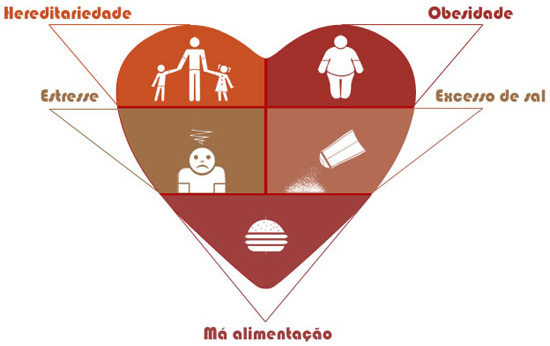 Hereditariedade
Obesidade
Estresse
Excesso de sal
Má alimentação